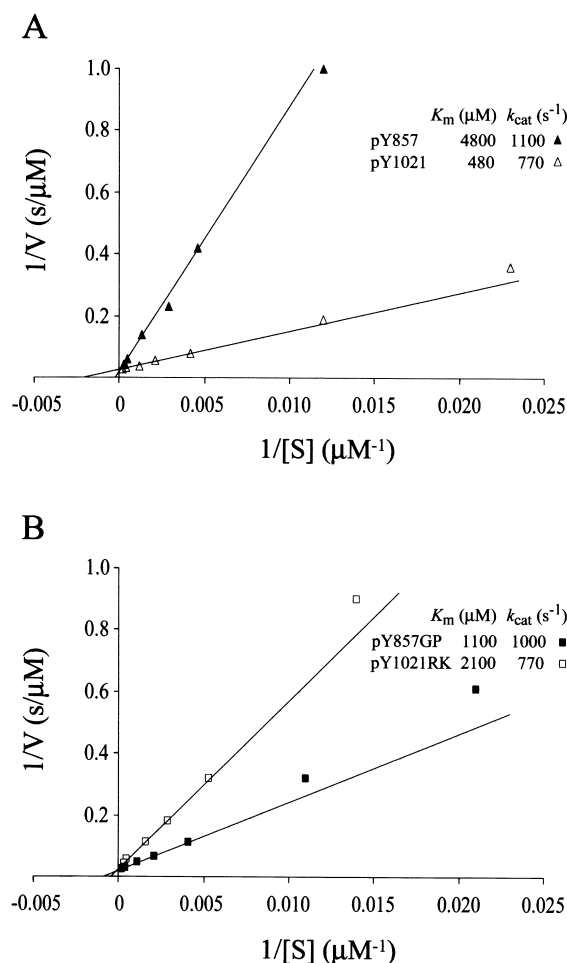 A
1.0
0.8
0.6
0.4
0.2
1/V (s/µM)
Km (µM) kcat (s-1)
pY857 4800 1100 ▲
pY1021 480 770 △
-0.005 0 0.005 0.010 0.015 0.020 0.025
1/[S] (µM-1)
B
1.0
0.8
0.6
0.4
0.2
1/V (s/µM)
Km (µM) kcat (s-1)
pY857GP 1100 1000 ■
pY1021RK 2100 770 □
-0.005 0 0.005 0.010 0.015 0.020 0.025
1/[S] (µM-1)